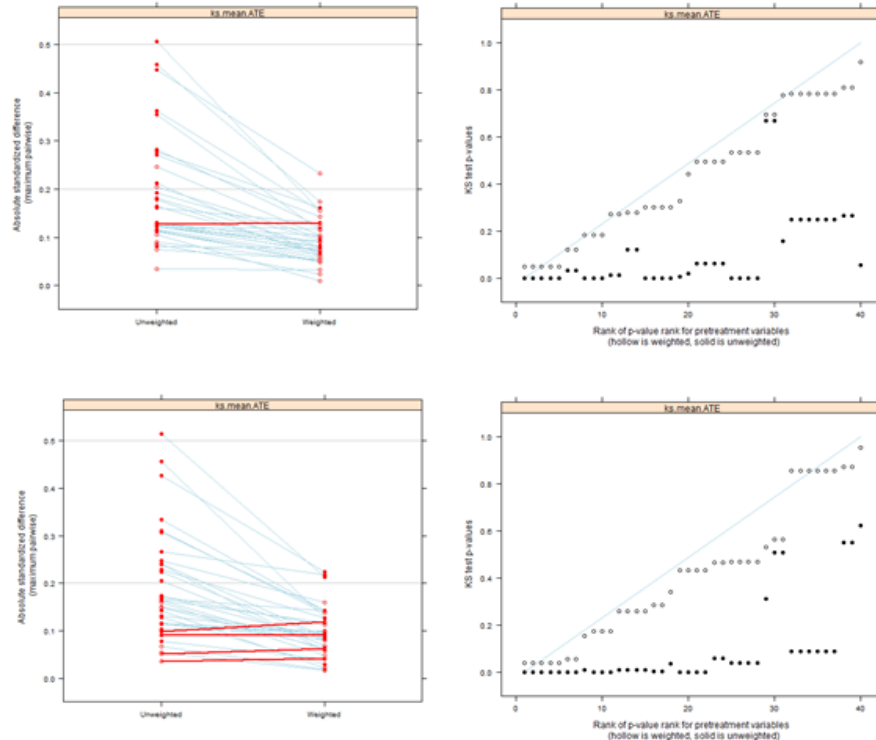 ks.mean.ATE
Absolute standardized difference
(maximum pairwise)
0.5
0.4
0.3
0.2
0.1
0.0
Unweighted
Weighted
ks.mean.ATE
KS test p-values
1.0
0.8
0.6
0.4
0.2
0.0
0
10
20
30
40
Rank of p-value rank for pretreatment variables
(hollow is weighted, solid is unweighted)
ks.mean.ATE
Absolute standardized difference
(maximum pairwise)
0.5
0.4
0.3
0.2
0.1
0.0
Unweighted
Weighted
ks.mean.ATE
KS test p-values
1.0
0.8
0.6
0.4
0.2
0.0
0
10
20
30
40
Rank of p-value rank for pretreatment variables
(hollow is weighted, solid is unweighted)